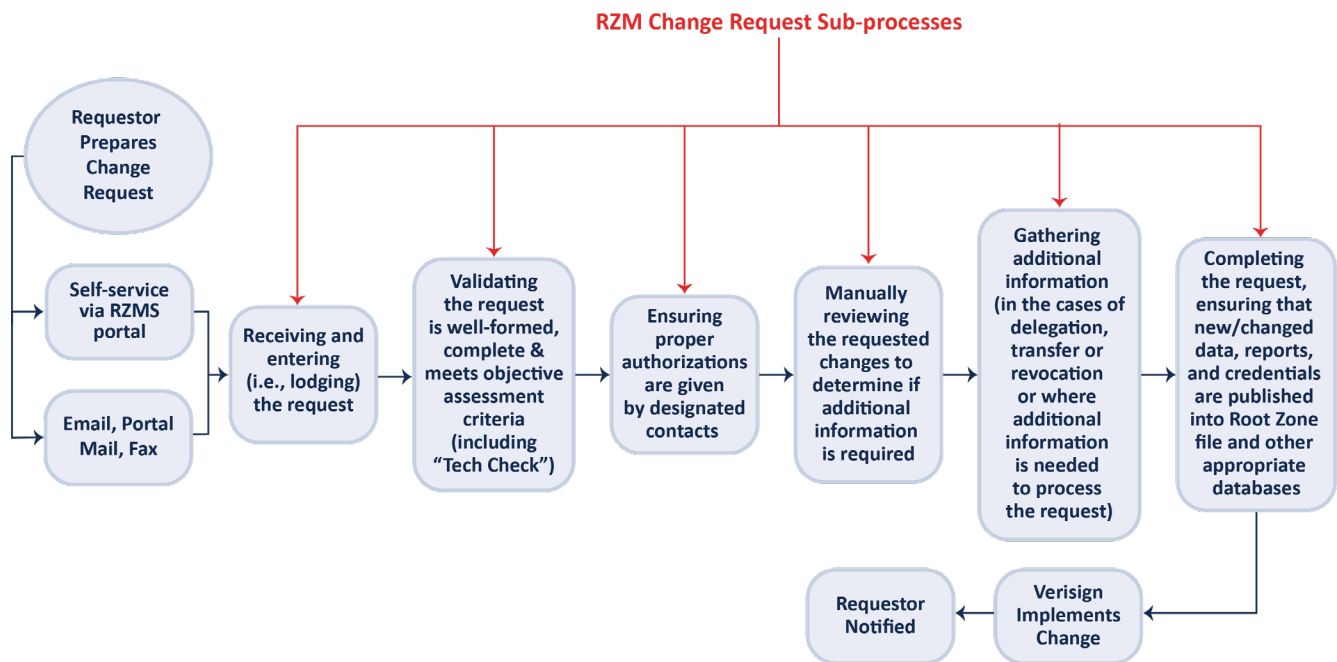 RZM Change Request Sub-processes
Requestor
Prepares
Change
Request
Self-service
via RZMS
portal
Email, Portal
Mail, Fax
Receiving and
entering
(i.e., lodging)
the request
Validating
the request
is well-formed,
complete &
meets objective
assessment
criteria
(including
“Tech Check”)
Ensuring
proper
authorizations
are given
by designated
contacts
Manually
reviewing
the requested
changes to
determine if
additional
information
is required
Gathering
additional
information
(in the cases of
delegation,
transfer or
revocation
or where
additional
information
is needed
to process
the request)
Completing
the request,
ensuring that
new/changed
data, reports,
and credentials
are published
into Root Zone
file and other
appropriate
databases
Verisign
Implements
Change
Requestor
Notified